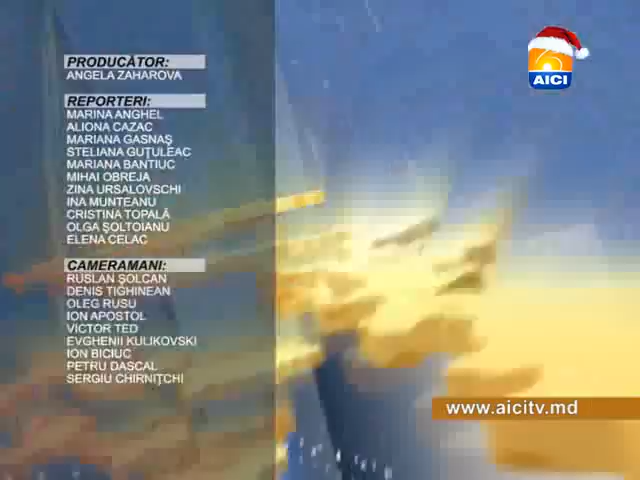 PRODUCĂTOR:
ANGELA ZAHAROVA
REPORTERI:
MARINA ANGHEL
ALIONA CAZAC
MARIANA GASNAŞ
STELIANA GUŢULEAC
MARIANA BANTIUC
MIHAI OBREJA
ZINA URSALOVSCHI
INA MUNTEANU
CRISTINA TOPALĂ
OLGA ŞOLTOIANU
ELENA CELAC
CAMERAMANI:
RUSLAN ŞOLCAN
DENIS TIGHINEAN
OLEG RUSU
ION APOSTOL
VICTOR TED
EVGHENII KULIKOVSKI
ION BICIUC
PETRU DASCAL
SERGIU CHIRNIŢCHI
AICI
www.aicitv.md